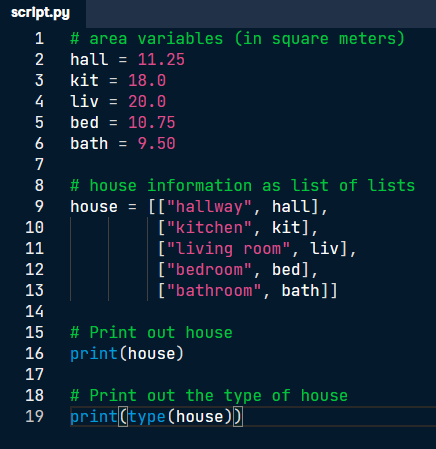 script.py
1 # area variables (in square meters)
2 hall = 11.25
3 kit = 18.0
4 liv = 20.0
5 bed = 10.75
6 bath = 9.50
7
8 # house information as list of lists
9 house = [["hallway", hall],
10          ["kitchen", kit],
11          ["living room", liv],
12          ["bedroom", bed],
13          ["bathroom", bath]]
14
15 # Print out house
16 print(house)
17
18 # Print out the type of house
19 print(type(house))